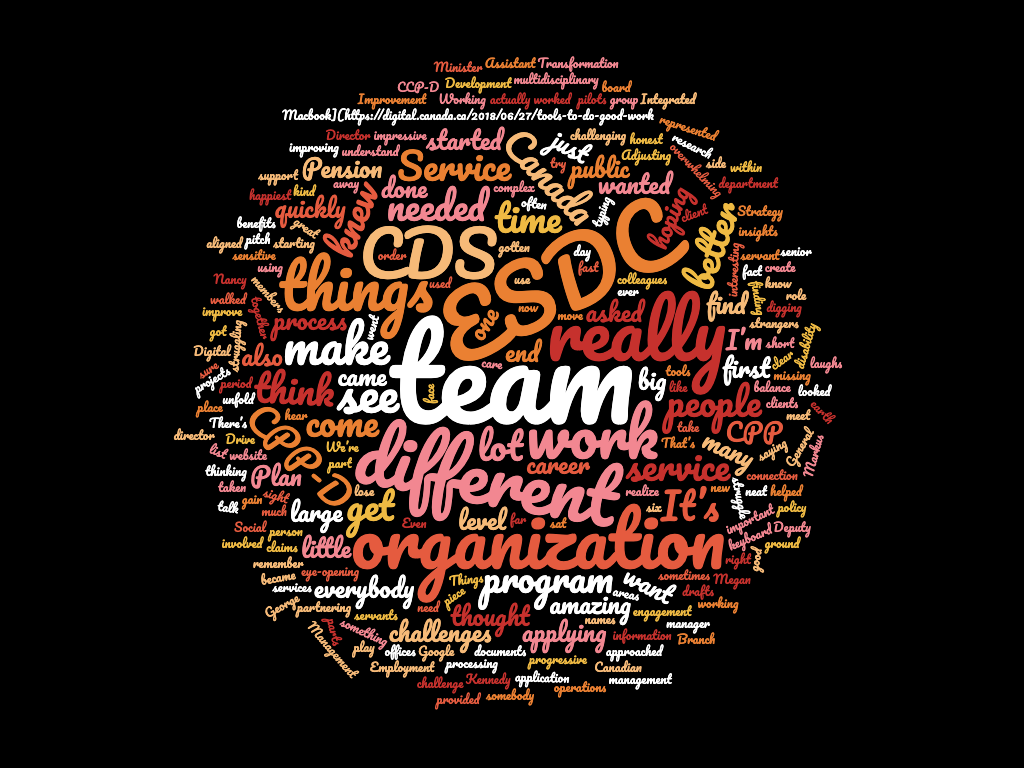 Minister Assistant Transformation
CCP-D Development multidisciplinary board
Improvement Working actually worked pilots group Integrated
Macbook](https://digital.canada.ca/2018/06/27/tools-to-do-good-work represented
Director impressive started Canada just challenging honest research
improving understand Service try public Adjusting overwhelming side within
support Pension away done complex wanted department
happiest kind knew needed often time typing hoping client better Strategy
benefits quickly great CDS ESDC insights
aligned pitch starting order gotten day interesting servant senior
sensitive using things used use fast colleagues fact create
Nancy members now ever finding know
walked together process one move asked find role
improve went really digging
got struggling make end I'm strangers
Digital also care short disability
sure team first clear laughs
projects period think came face big tools balance missing looked
unfold see like people clients earth
place CPP-D hear come take CPP meet
There's We're different lot work That's many saying General
director Drive career Markus
list website part service connection
thinking Plan lose realize new struggle neat helped
taken gain sight get six It's policy
talk much large level far sat important
Social person Even organization keyboard Deputy
involved claims little ground
remember right good
became eye-opening Things program want sometimes Megan
services everybody piece areas drafts
George partnering need amazing working
servants thought names engagement
parts something challenges applying information manager
Management play offices Google documents approached Branch
Employment processing progressive Canadian
challenge Kennedy application management
provided somebody operations